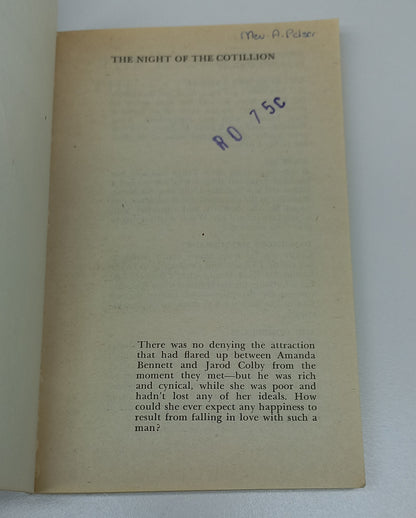 Mev. A. Polser
THE NIGHT OF THE COTILLION
RO 75c
There was no denying the attraction
that had flared up between Amanda
Bennett and Jarod Colby from the
moment they met—but he was rich
and cynical, while she was poor and
hadn't lost any of her ideals. How
could she ever expect any happiness to
result from falling in love with such a
man?